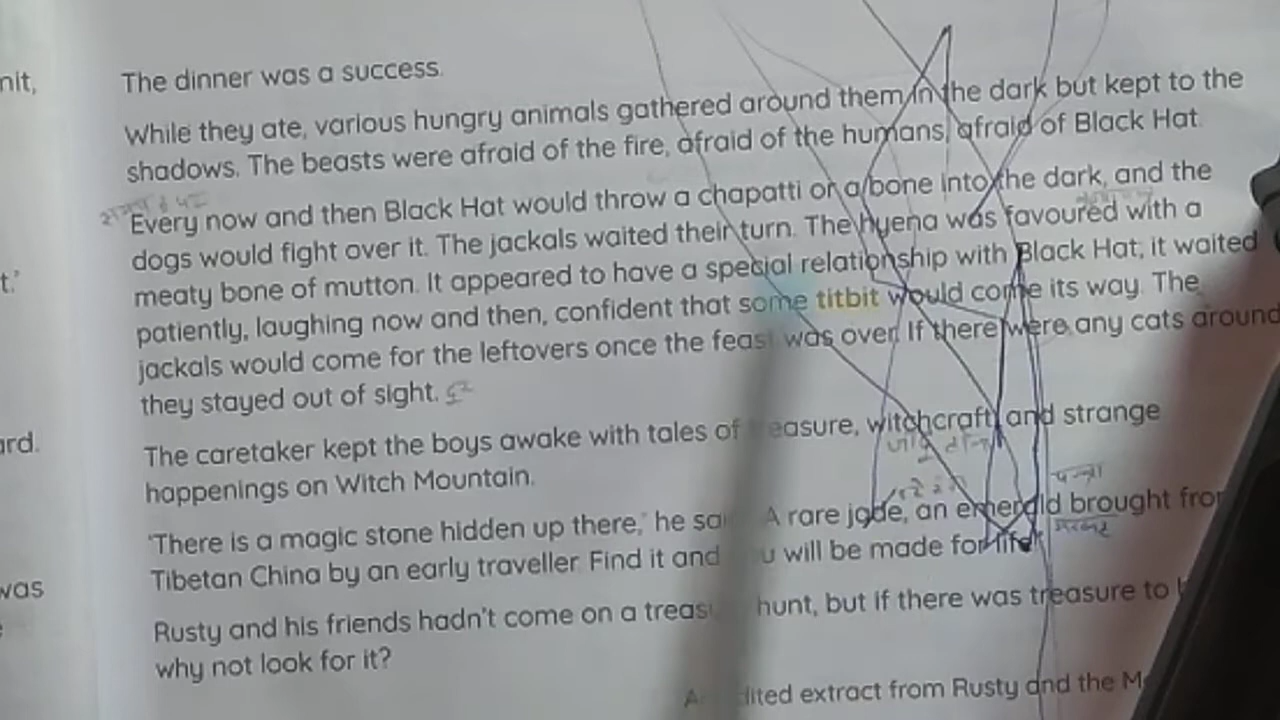 nit,
The dinner was a success.
While they ate, various hungry animals gathered around them in the dark but kept to the
shadows. The beasts were afraid of the fire, afraid of the humans, afraid of Black Hat.
Every now and then Black Hat would throw a chapatti or a bone into the dark, and the
dogs would fight over it. The jackals waited their turn. The hyena was favoured with a
meaty bone of mutton. It appeared to have a special relationship with Black Hat; it waited
t.'
patiently, laughing now and then, confident that some titbit would come its way. The
jackals would come for the leftovers once the feast was over. If there were any cats around
they stayed out of sight.
ard.
The caretaker kept the boys awake with tales of treasure, witchcraft, and strange
happenings on Witch Mountain.
'There is a magic stone hidden up there,' he A rare jade, an emerald brought
Tibetan China by an early traveller. Find it and will be made for life.'
was
Rusty and his friends hadn't come on a hunt, but if there was treasure to
why not look for it?
extract from Rusty and the